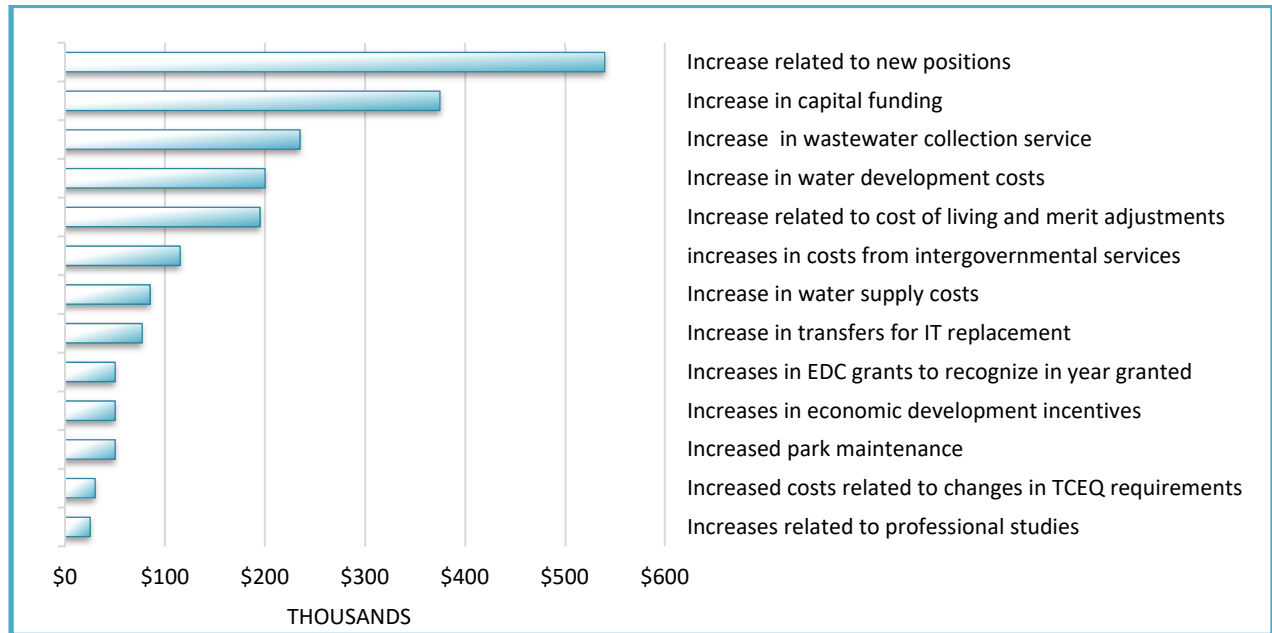 Increase related to new positions
Increase in capital funding
Increase  in wastewater collection service
Increase in water development costs
Increase related to cost of living and merit adjustments
increases in costs from intergovernmental services
Increase in water supply costs
Increase in transfers for IT replacement
Increases in EDC grants to recognize in year granted
Increases in economic development incentives
Increased park maintenance
Increased costs related to changes in TCEQ requirements
Increases related to professional studies
$0 $100 $200 $300 $400 $500 $600
THOUSANDS